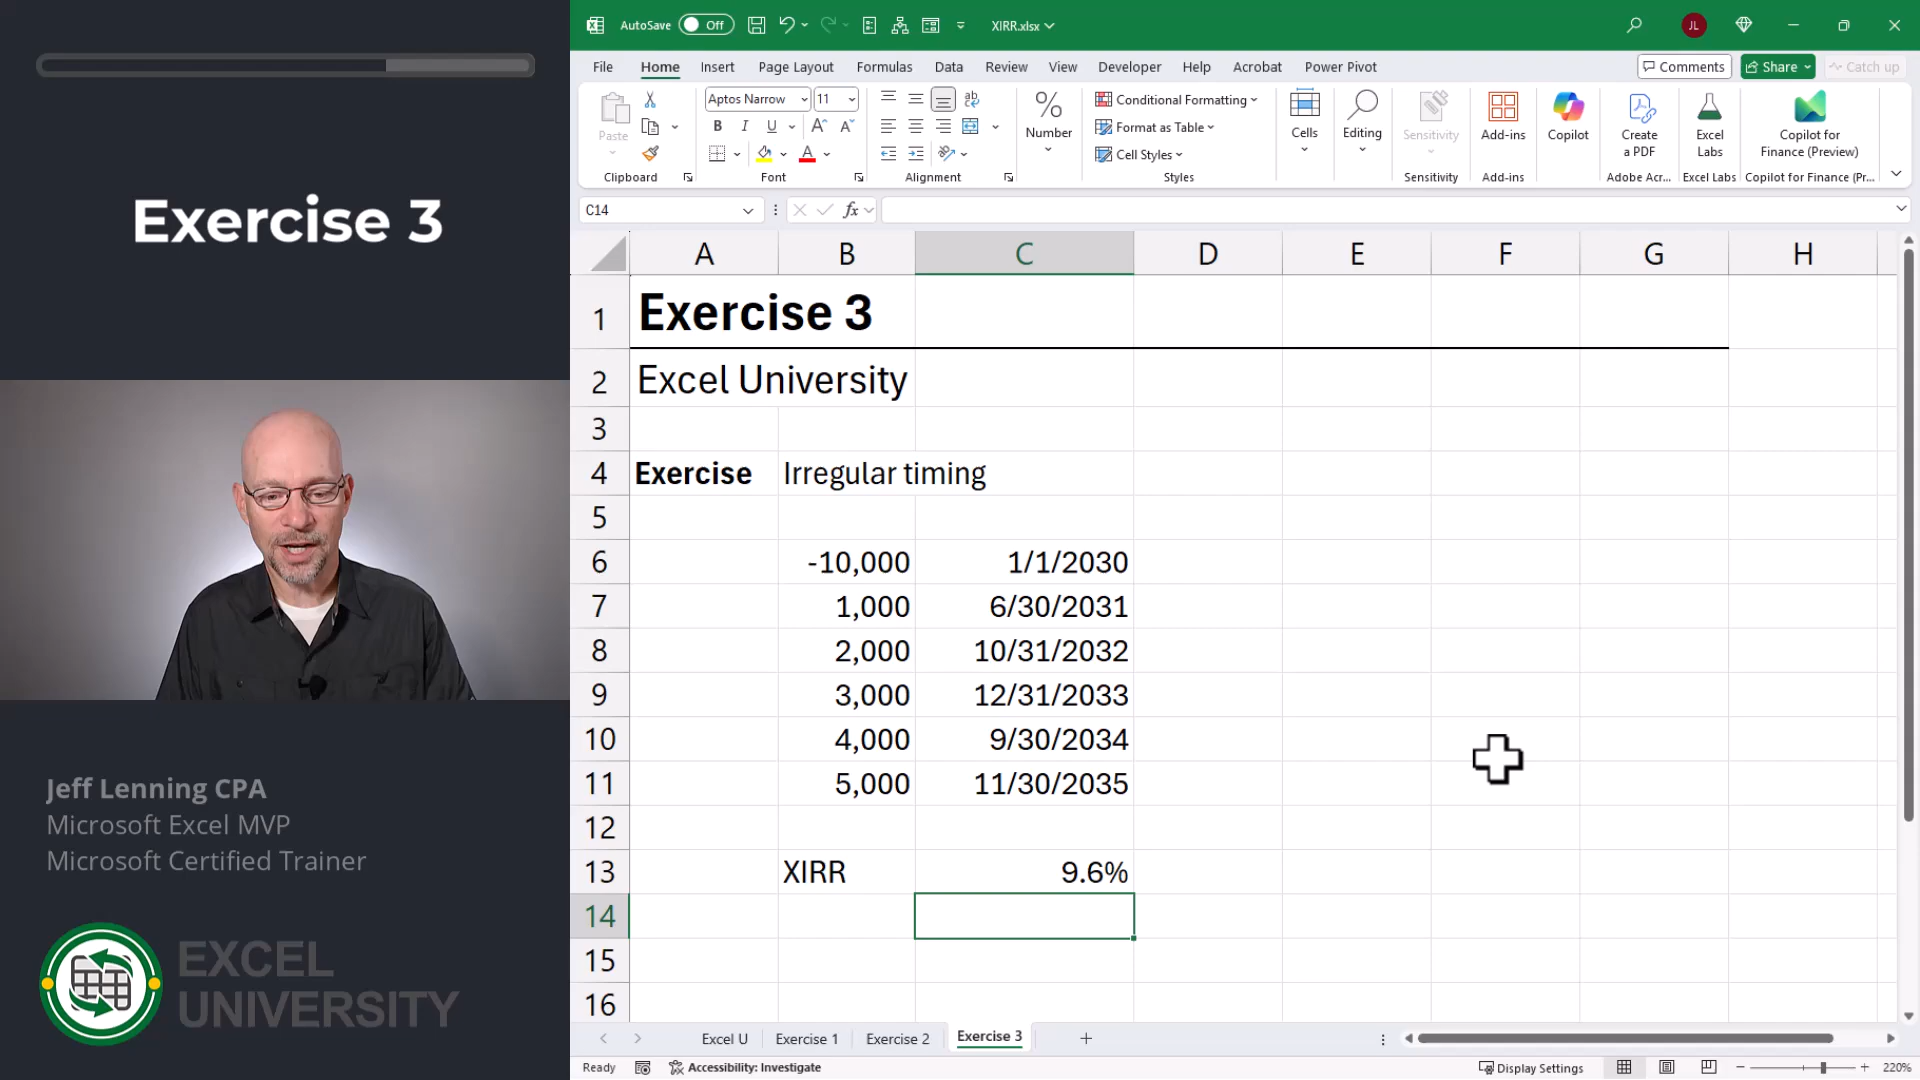 Exercise 3
Jeff Lenning CPA
Microsoft Excel MVP
Microsoft Certified Trainer
EXCEL
UNIVERSITY
AutoSave Off XIRR.xlsx JL
File Home Insert Page Layout Formulas Data Review View Developer Help Acrobat Power Pivot Comments Share Catch up
Paste
Clipboard
Aptos Narrow 11
B I U A A
A
Font
ab
Alignment
Number
Conditional Formatting
Format as Table
Cell Styles
Styles
Cells
Editing
Sensitivity
Sensitivity
Add-ins
Add-ins
Copilot
Create
a PDF
Adobe Acr...
Excel
Labs
Excel Labs
Copilot for
Finance (Preview)
Copilot for Finance (Pr...
C14 fx
A B C D E F G H
1 Exercise 3
2 Excel University
3
4 Exercise Irregular timing
5
6 -10,000 1/1/2030
7 1,000 6/30/2031
8 2,000 10/31/2032
9 3,000 12/31/2033
10 4,000 9/30/2034
11 5,000 11/30/2035
12
13 XIRR 9.6%
14
15
16
Excel U Exercise 1 Exercise 2 Exercise 3
Ready Accessibility: Investigate Display Settings 220%